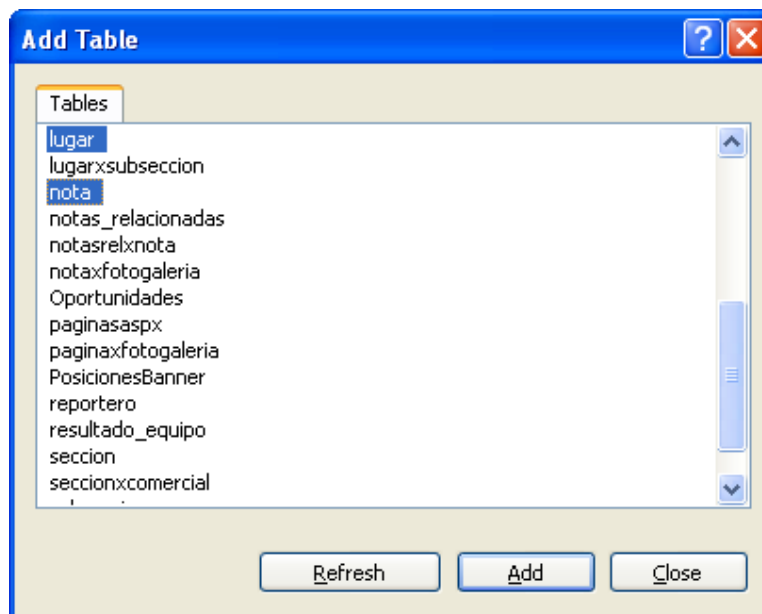 Add Table
Tables
lugar
lugarxsubseccion
nota
notas_relacionadas
notasrelxnota
notaxfotogaleria
Oportunidades
paginasaspx
paginaxfotogaleria
PosicionesBanner
reportero
resultado_equipo
seccion
seccionxcomercial
Refresh Add Close